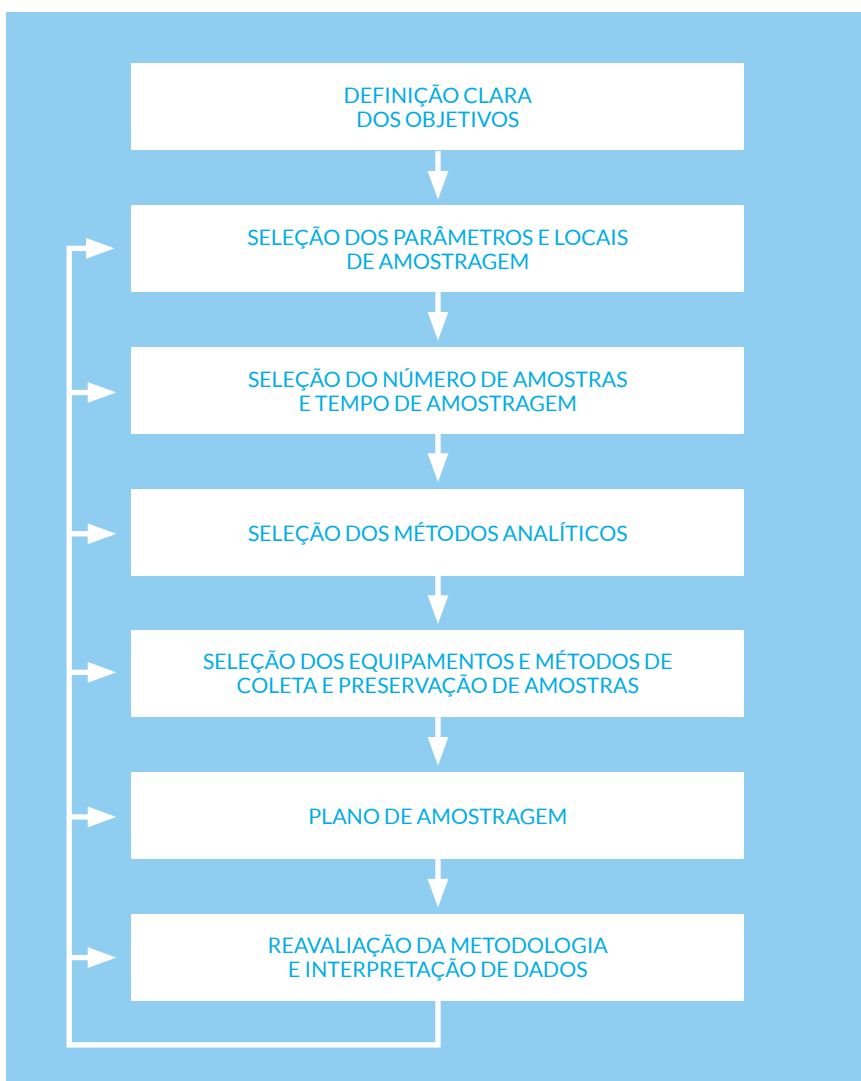 DEFINIÇÃO CLARA
DOS OBJETIVOS
SELEÇÃO DOS PARÂMETROS E LOCAIS
DE AMOSTRAGEM
SELEÇÃO DO NÚMERO DE AMOSTRAS
E TEMPO DE AMOSTRAGEM
SELEÇÃO DOS MÉTODOS ANALÍTICOS
SELEÇÃO DOS EQUIPAMENTOS E MÉTODOS DE
COLETA E PRESERVAÇÃO DE AMOSTRAS
PLANO DE AMOSTRAGEM
REAVALIAÇÃO DA METODOLOGIA
E INTERPRETAÇÃO DE DADOS